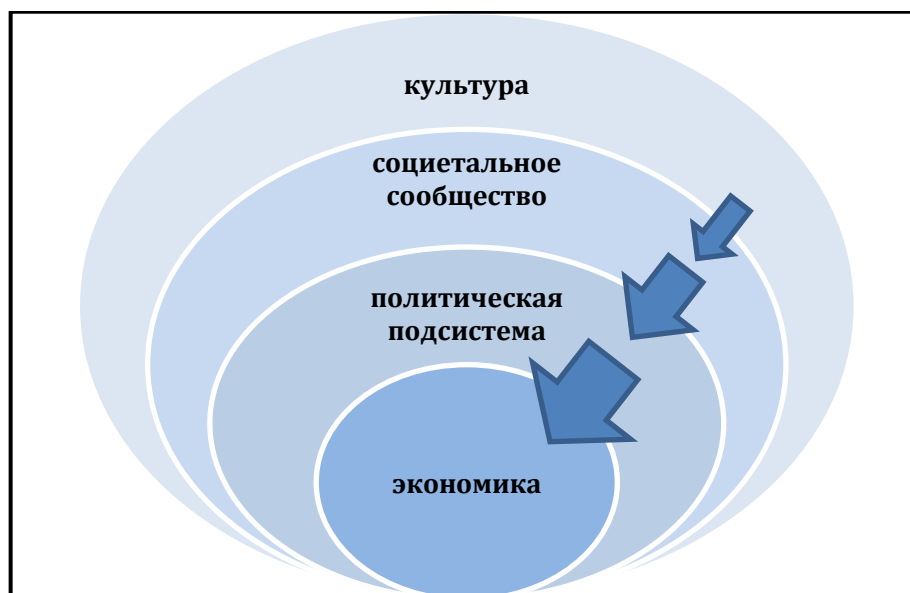 культура
социетальное
сообщество
политическая
подсистема
экономика